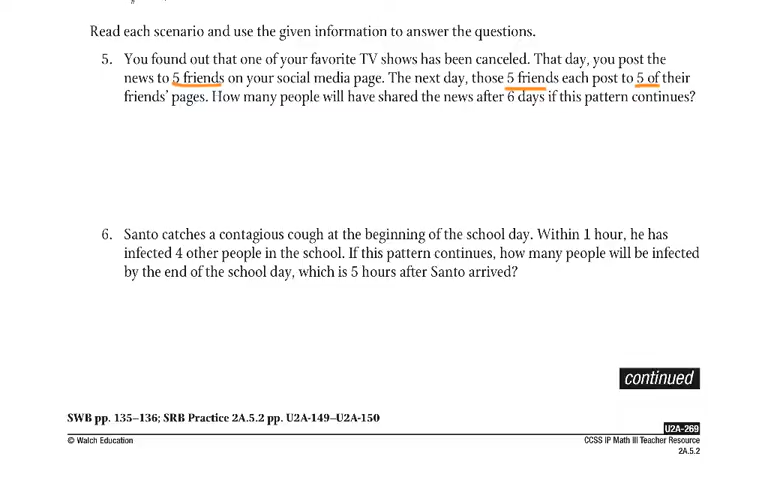 Read each scenario and use the given information to answer the questions.
5. You found out that one of your favorite TV shows has been canceled. That day, you post the
news to 5 friends on your social media page. The next day, those 5 friends each post to 5 of their
friends' pages. How many people will have shared the news after 6 days if this pattern continues?
6. Santo catches a contagious cough at the beginning of the school day. Within 1 hour, he has
infected 4 other people in the school. If this pattern continues, how many people will be infected
by the end of the school day, which is 5 hours after Santo arrived?
continued
SWB pp. 135–136; SRB Practice 2A.5.2 pp. U2A-149–U2A-150
U2A-269
© Walch Education
CCSS IP Math III Teacher Resource
2A.5.2